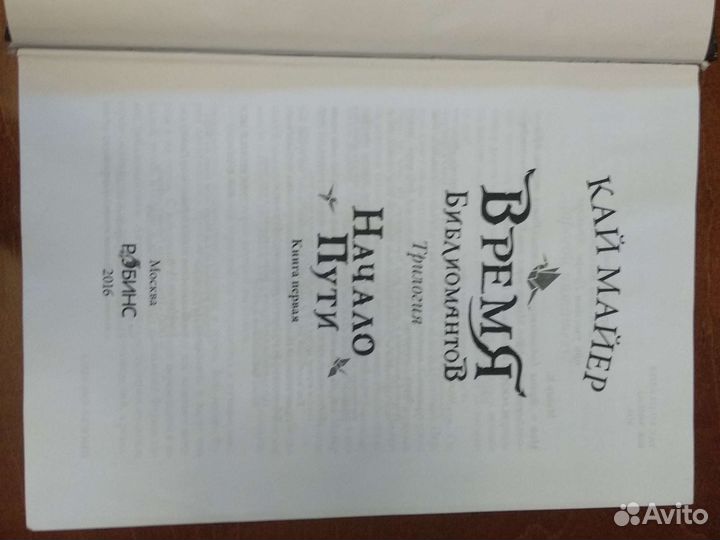 КАЙ МАЙЕР
ВРЕМЯ
БИБЛИОМАНТОВ
Трилогия
НАЧАЛО
ПУТИ
Книга первая
Москва
РОБИНС
2016
Avito